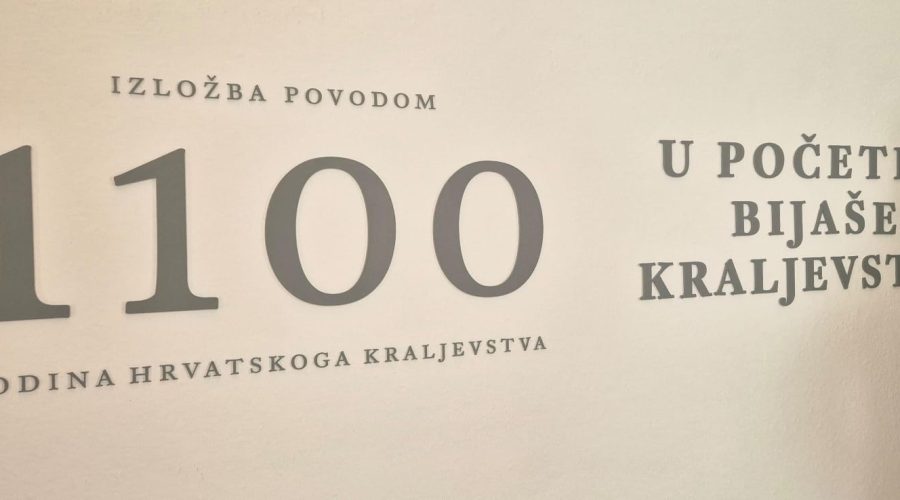 IZLOŽBA POVODOM
1100
ODINA HRVATSKOGA KRALJEVSTVA
U POČET
BIJAŠE
KRALJEVST